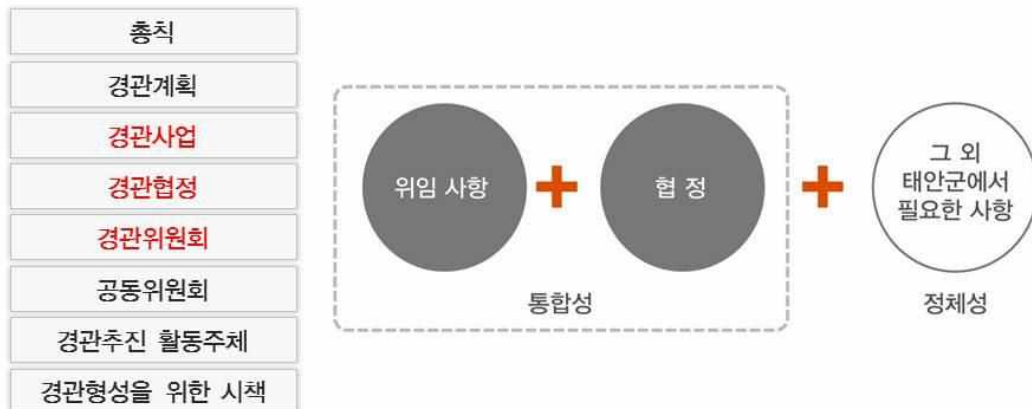 총칙
경관계획
경관사업
경관협정
경관위원회
공동위원회
경관추진 활동주체
경관형성을 위한 시책
위임 사항
협 정
통합성
그 외
태안군에서
필요한 사항
정체성